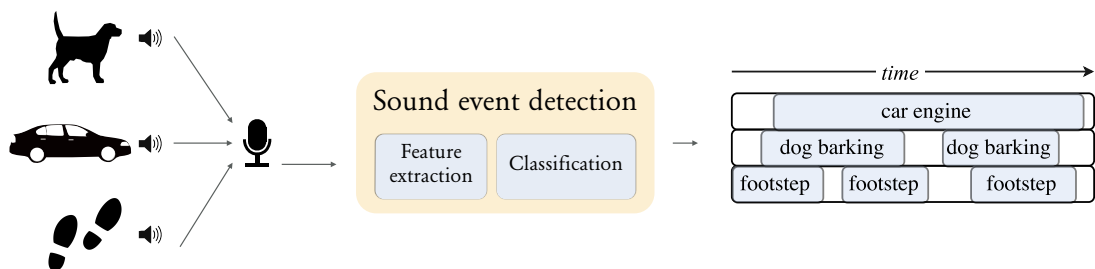 Sound event detection
Feature
extraction
Classification
time
car engine
dog barking dog barking
footstep footstep footstep